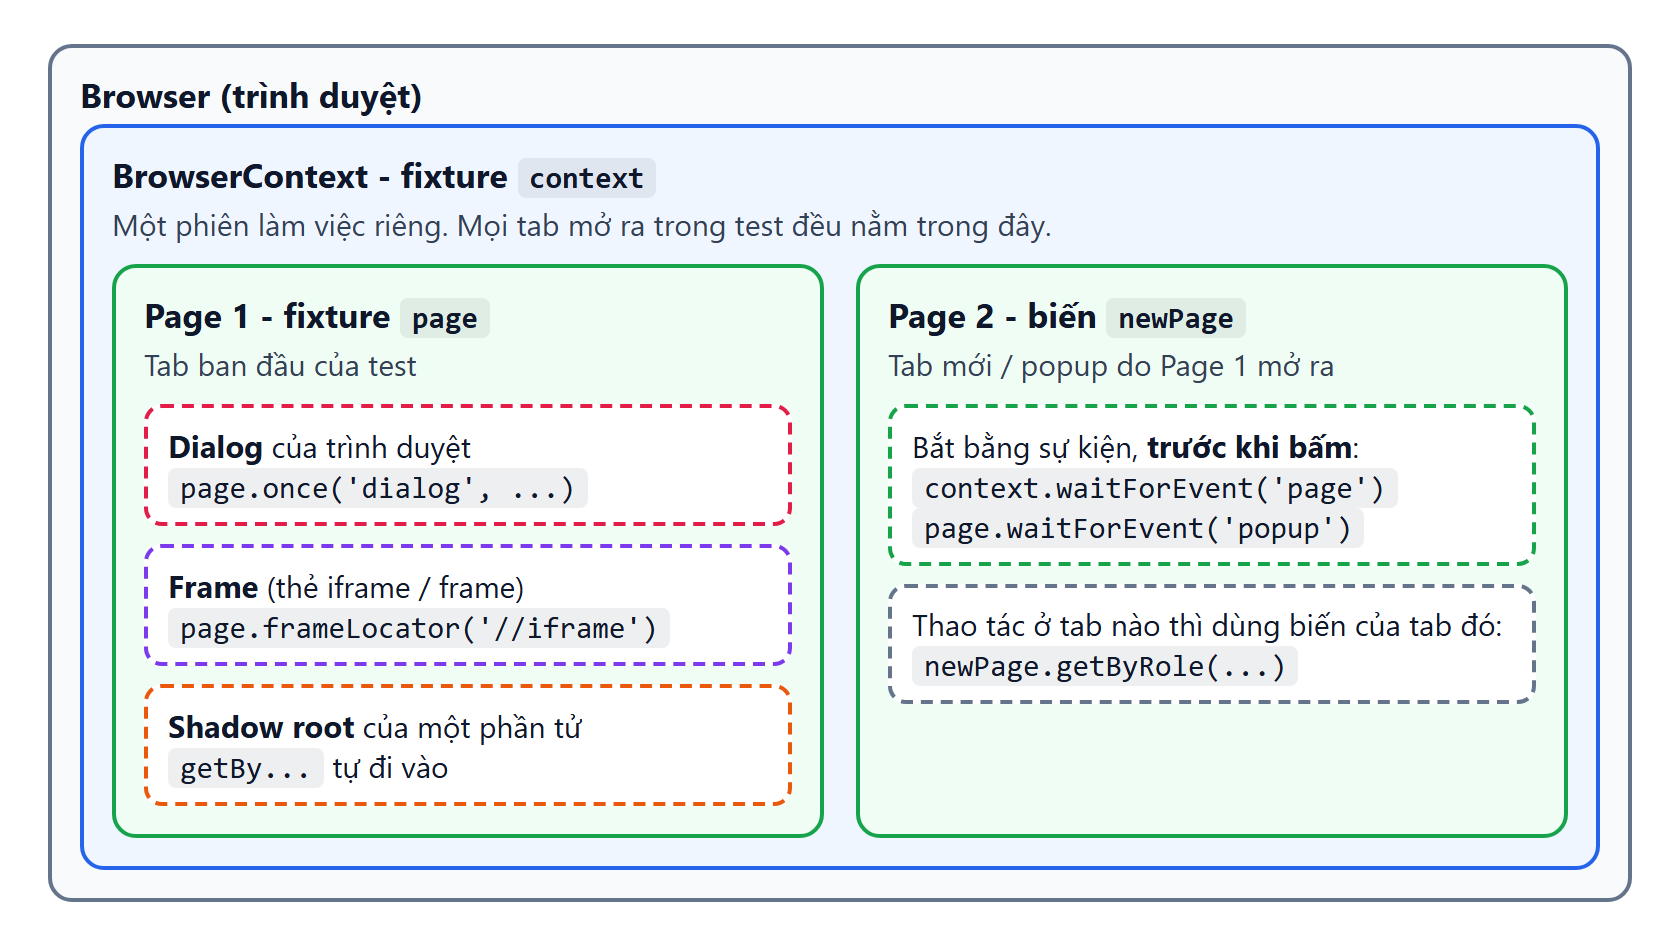 Browser (trình duyệt)
BrowserContext - fixture context
Một phiên làm việc riêng. Mọi tab mở ra trong test đều nằm trong đây.
Page 1 - fixture page
Tab ban đầu của test
Dialog của trình duyệt
page.once('dialog', ...)
Frame (thẻ iframe / frame)
page.frameLocator('//iframe')
Shadow root của một phần tử
getBy... tự đi vào
Page 2 - biến newPage
Tab mới / popup do Page 1 mở ra
Bắt bằng sự kiện, trước khi bấm:
context.waitForEvent('page')
page.waitForEvent('popup')
Thao tác ở tab nào thì dùng biến của tab đó:
newPage.getByRole(...)